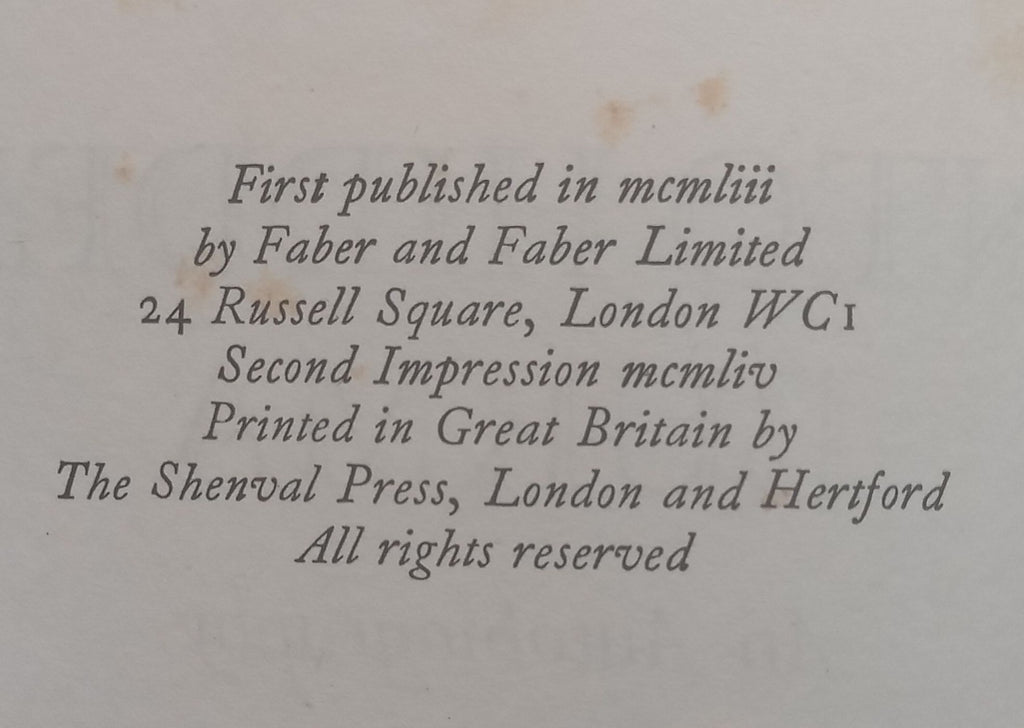 First published in mcmliii
by Faber and Faber Limited
24 Russell Square, London WC1
Second Impression mcmliv
Printed in Great Britain by
The Shenval Press, London and Hertford
All rights reserved